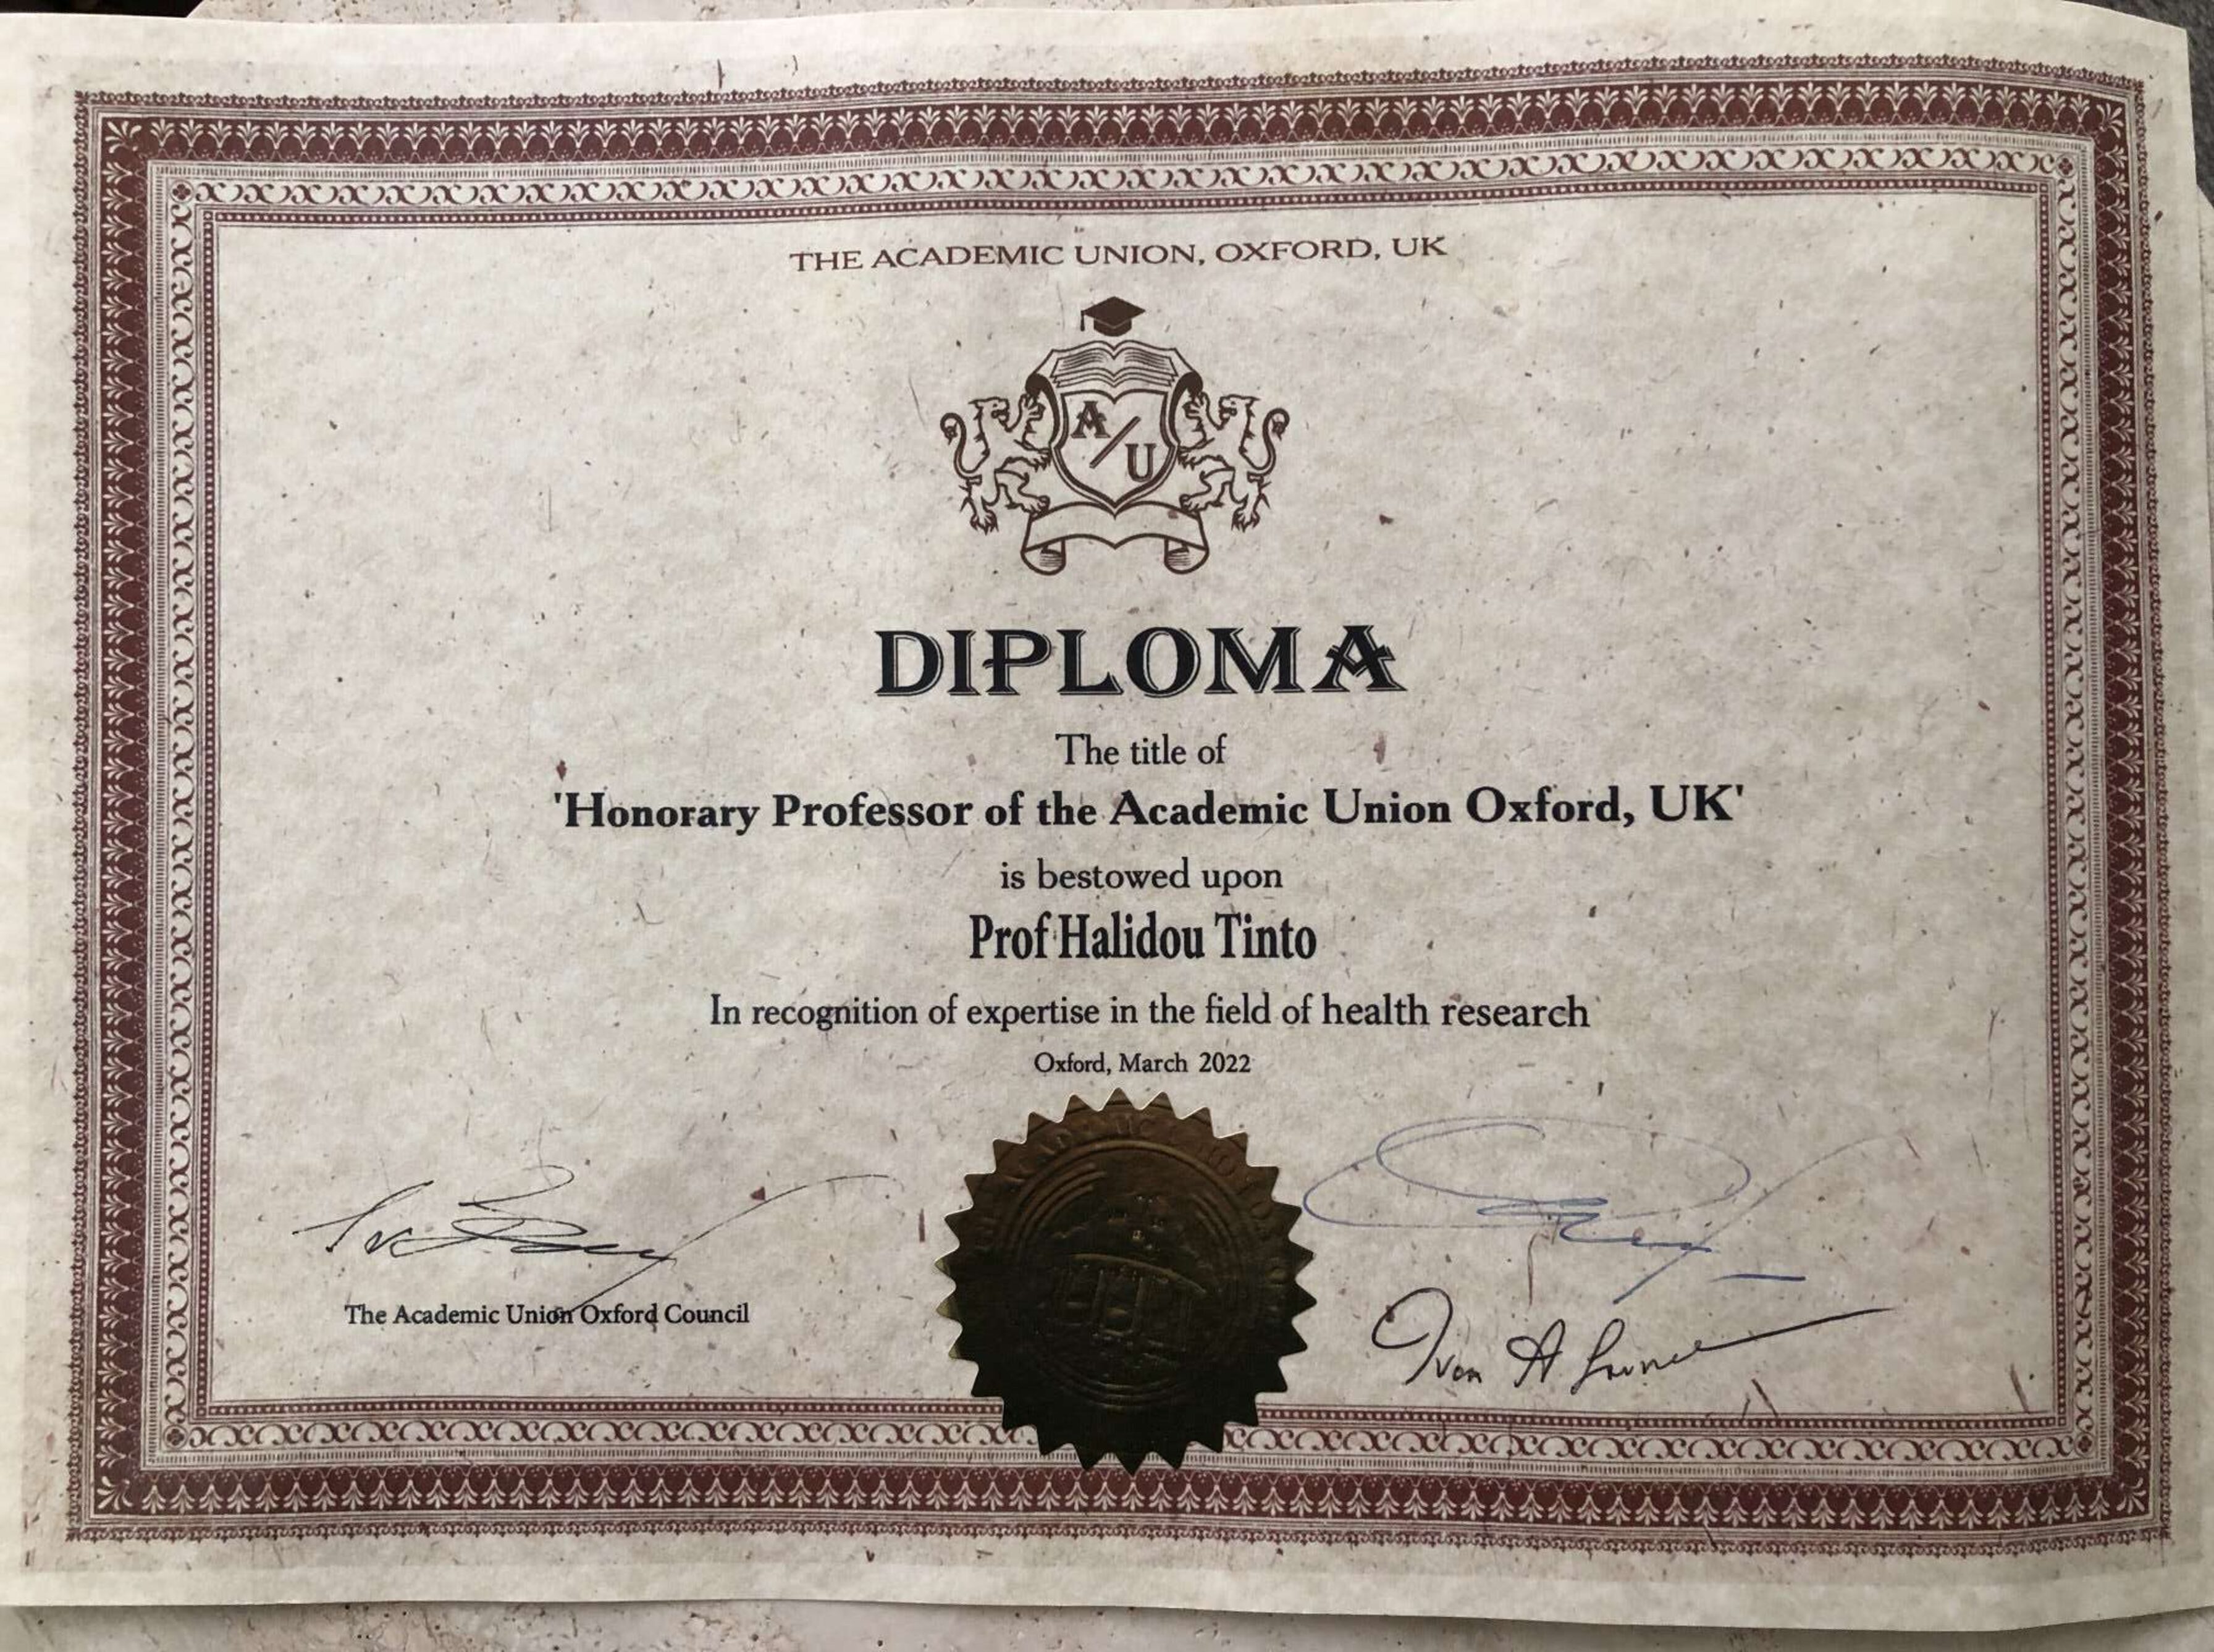 THE ACADEMIC UNION, OXFORD, UK
A/U
DIPLOMA
The title of
'Honorary Professor of the Academic Union Oxford, UK'
is bestowed upon
Prof Halidou Tinto
In recognition of expertise in the field of health research
Oxford, March 2022
The Academic Union Oxford Council